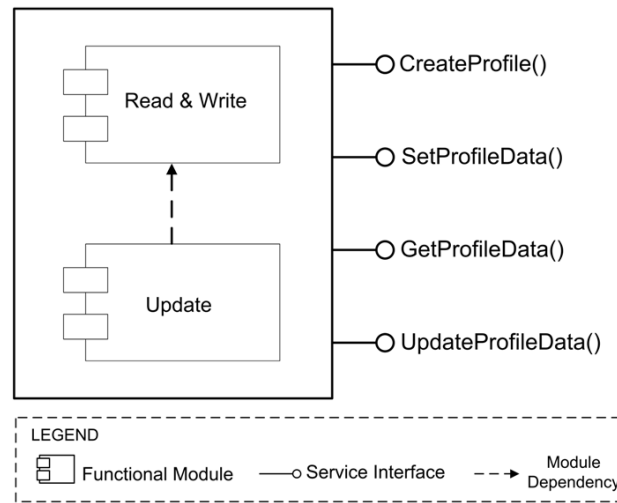 Read & Write
Update
CreateProfile()
SetProfileData()
GetProfileData()
UpdateProfileData()
LEGEND
Functional Module
Service Interface
Module
Dependency